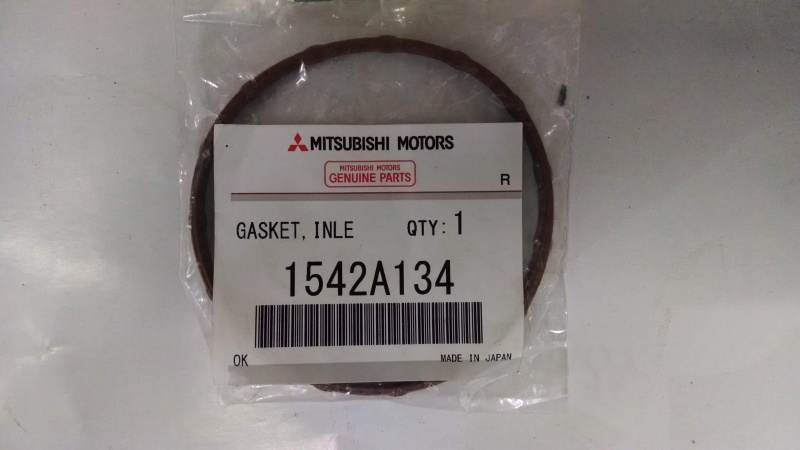 MITSUBISHI MOTORS
MITSUBISHI MOTORS
GENUINE PARTS
R
GASKET, INLE QTY: 1
1542A134
OK MADE IN JAPAN